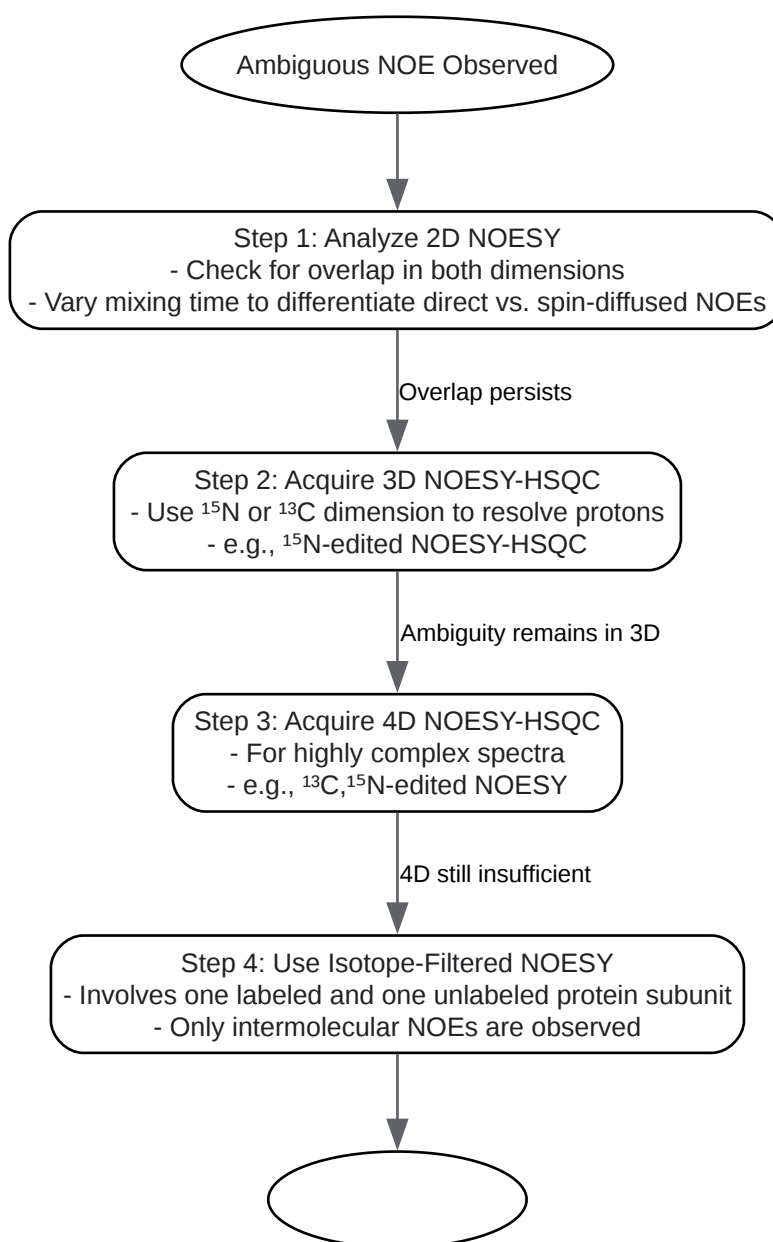 Ambiguous NOE Observed
Step 1: Analyze 2D NOESY
- Check for overlap in both dimensions
- Vary mixing time to differentiate direct vs. spin-diffused NOEs
Overlap persists
Step 2: Acquire 3D NOESY-HSQC
- Use ¹⁵N or ¹³C dimension to resolve protons
- e.g., ¹⁵N-edited NOESY-HSQC
Ambiguity remains in 3D
Step 3: Acquire 4D NOESY-HSQC
- For highly complex spectra
- e.g., ¹³C,¹⁵N-edited NOESY
4D still insufficient
Step 4: Use Isotope-Filtered NOESY
- Involves one labeled and one unlabeled protein subunit
- Only intermolecular NOEs are observed